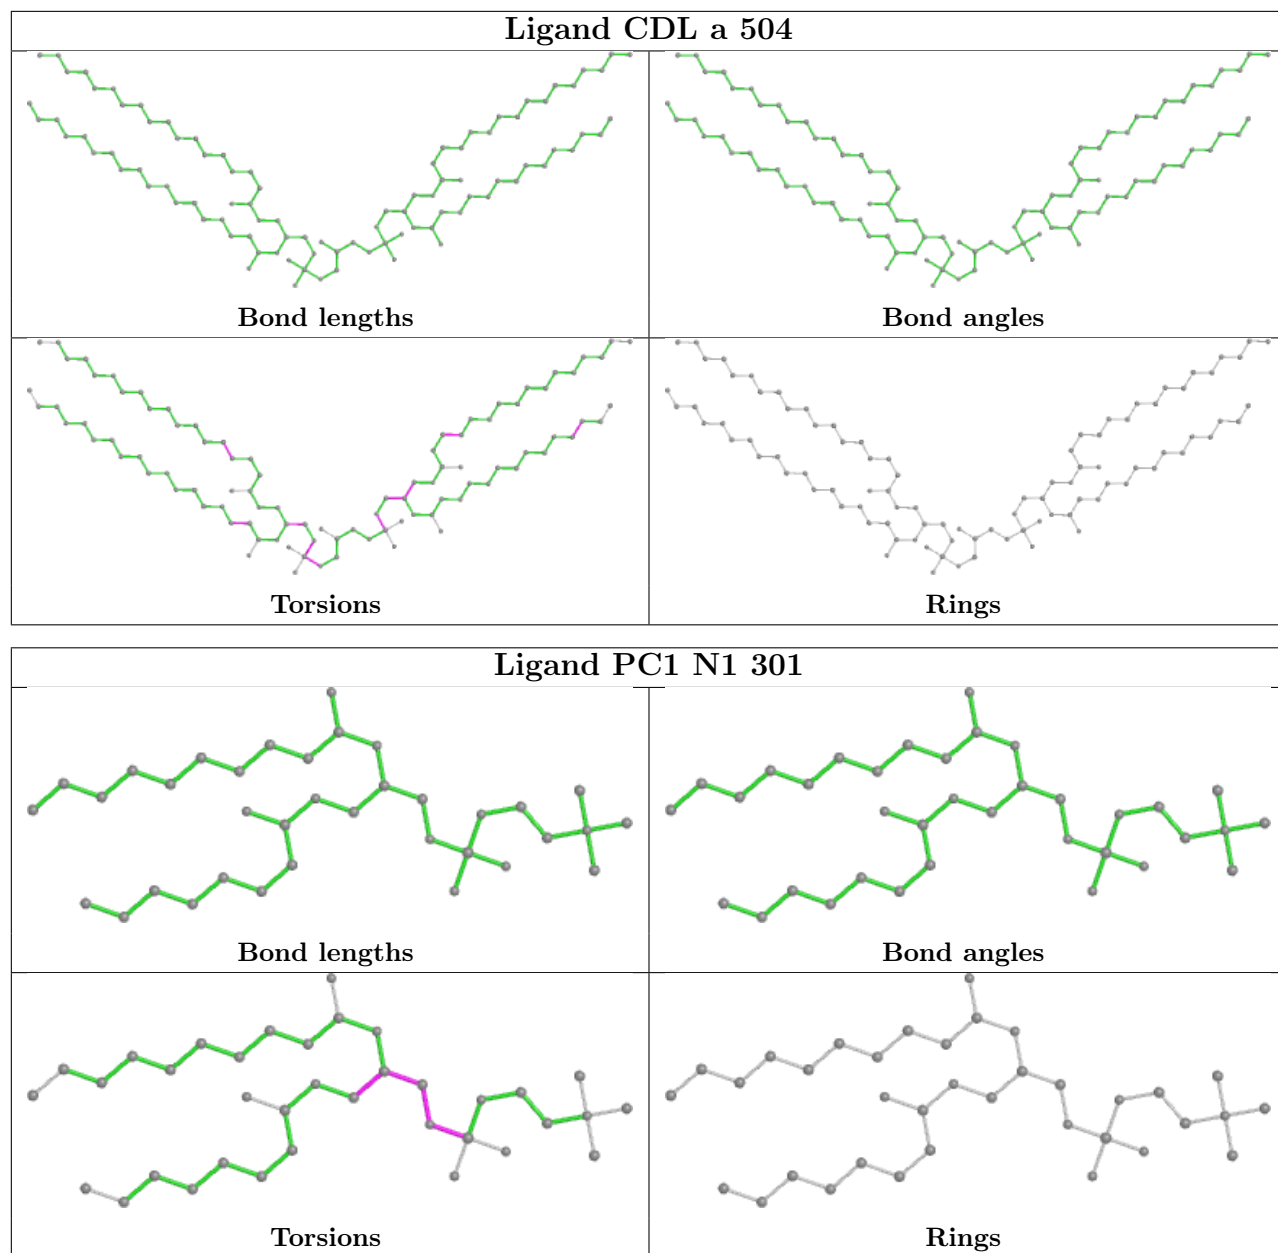 Ligand CDL a 504
Bond lengths
Bond angles
Torsions
Rings
Ligand PC1 N1 301
Bond lengths
Bond angles
Torsions
Rings